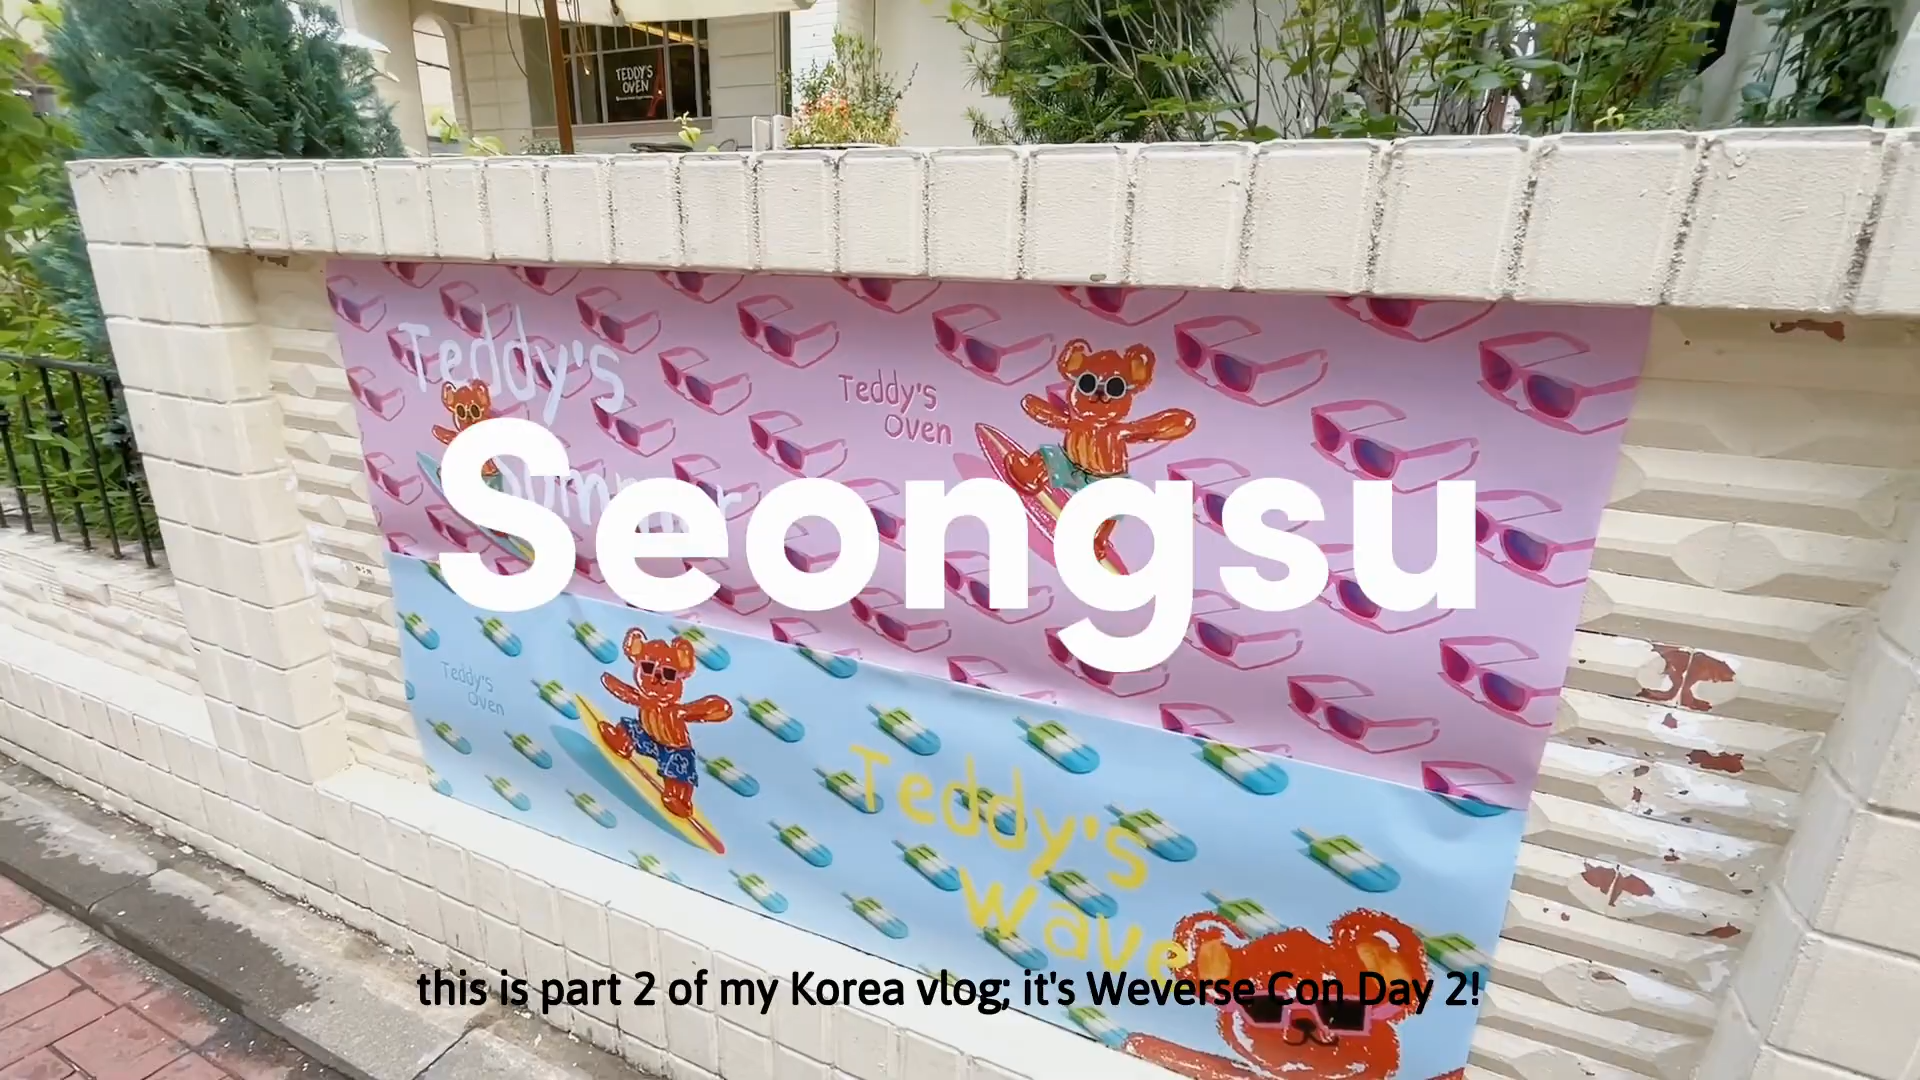 TEDDY'S
OVEN
Teddy's
Summer
Teddy's
Oven
Seongsu
Teddy's
Oven
Teddy's
Wave
this is part 2 of my Korea vlog; it's Weverse Con Day 2!